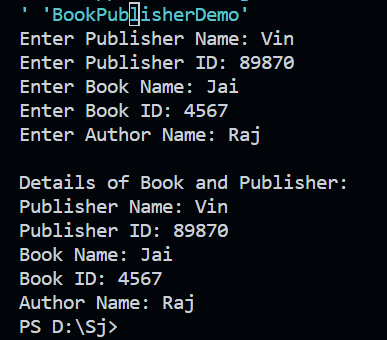 ' 'BookPublisherDemo'
Enter Publisher Name: Vin
Enter Publisher ID: 89870
Enter Book Name: Jai
Enter Book ID: 4567
Enter Author Name: Raj
Details of Book and Publisher:
Publisher Name: Vin
Publisher ID: 89870
Book Name: Jai
Book ID: 4567
Author Name: Raj
PS D:\Sj>